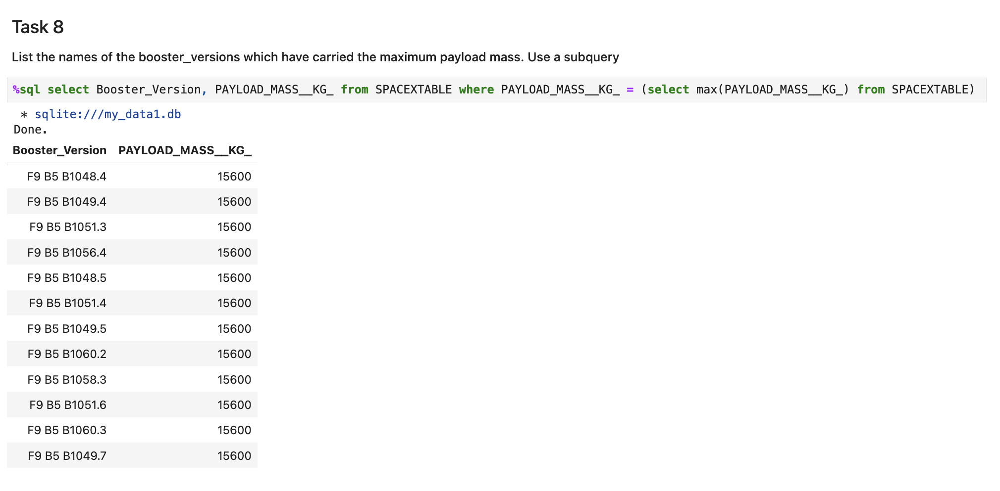 Task 8
List the names of the booster_versions which have carried the maximum payload mass. Use a subquery
%sql select Booster_Version, PAYLOAD_MASS__KG_ from SPACEXTABLE where PAYLOAD_MASS__KG_ = (select max(PAYLOAD_MASS__KG_) from SPACEXTABLE)
* sqlite:///my_data1.db
Done.
Booster_Version PAYLOAD_MASS__KG_
F9 B5 B1048.4 15600
F9 B5 B1049.4 15600
F9 B5 B1051.3 15600
F9 B5 B1056.4 15600
F9 B5 B1048.5 15600
F9 B5 B1051.4 15600
F9 B5 B1049.5 15600
F9 B5 B1060.2 15600
F9 B5 B1058.3 15600
F9 B5 B1051.6 15600
F9 B5 B1060.3 15600
F9 B5 B1049.7 15600